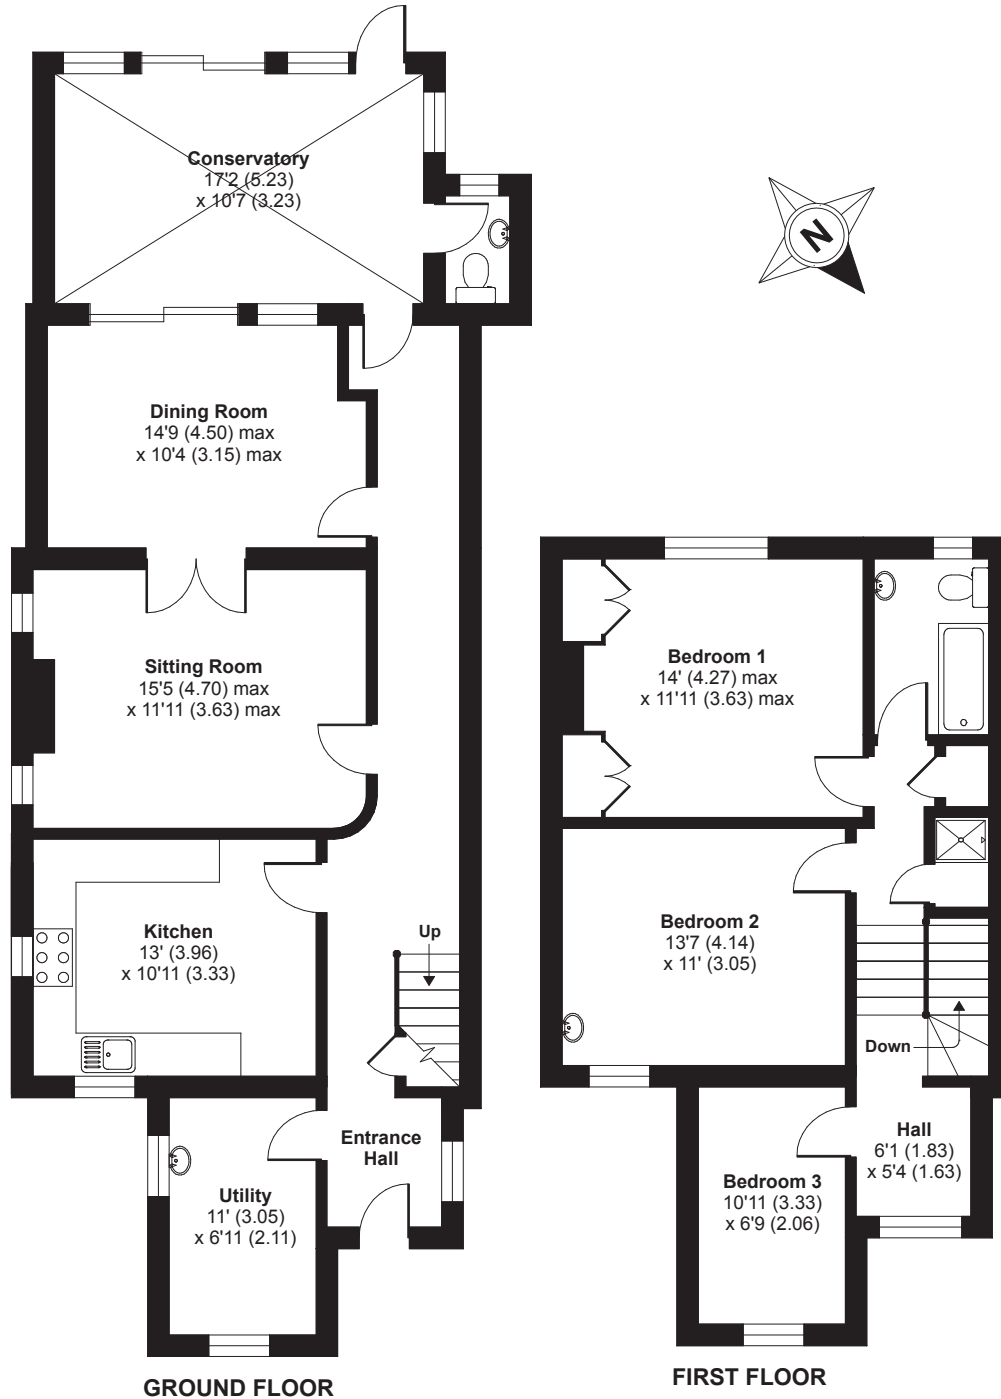 Conservatory
17'2 (5.23)
x 10'7 (3.23)
N
Dining Room
14'9 (4.50) max
x 10'4 (3.15) max
Sitting Room
15'5 (4.70) max
x 11'11 (3.63) max
Kitchen
13' (3.96)
x 10'11 (3.33)
Up
Entrance
Hall
Utility
11' (3.05)
x 6'11 (2.11)
GROUND FLOOR
Bedroom 1
14' (4.27) max
x 11'11 (3.63) max
Bedroom 2
13'7 (4.14)
x 11' (3.05)
Down
Hall
6'1 (1.83)
x 5'4 (1.63)
Bedroom 3
10'11 (3.33)
x 6'9 (2.06)
FIRST FLOOR